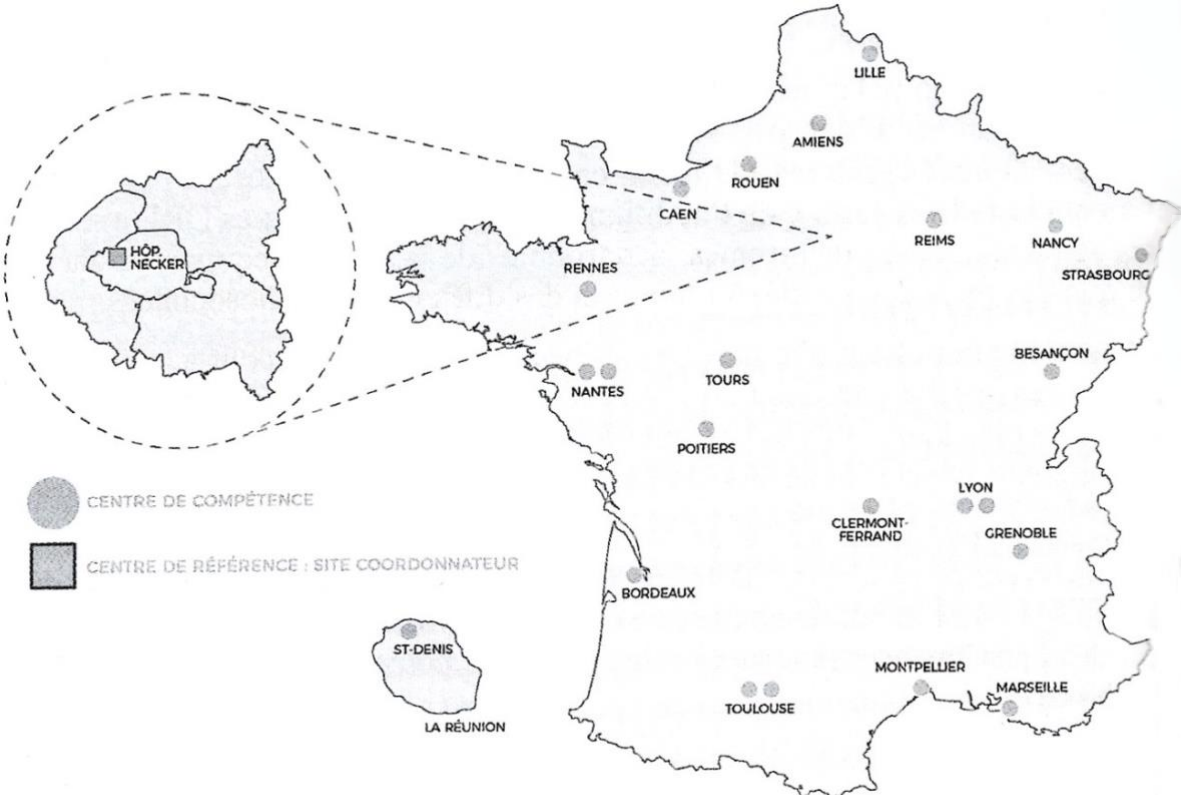 LILLE
AMIENS
ROUEN
CAEN
REIMS
NANCY
STRASBOURG
HÔP.
NECKER
RENNES
BESANÇON
NANTES
TOURS
POITIERS
CENTRE DE COMPÉTENCE
LYON
CLERMONT-
FERRAND
GRENOBLE
CENTRE DE RÉFÉRENCE : SITE COORDONNATEUR
BORDEAUX
ST-DENIS
MONTPELLIER
MARSEILLE
TOULOUSE
LA RÉUNION